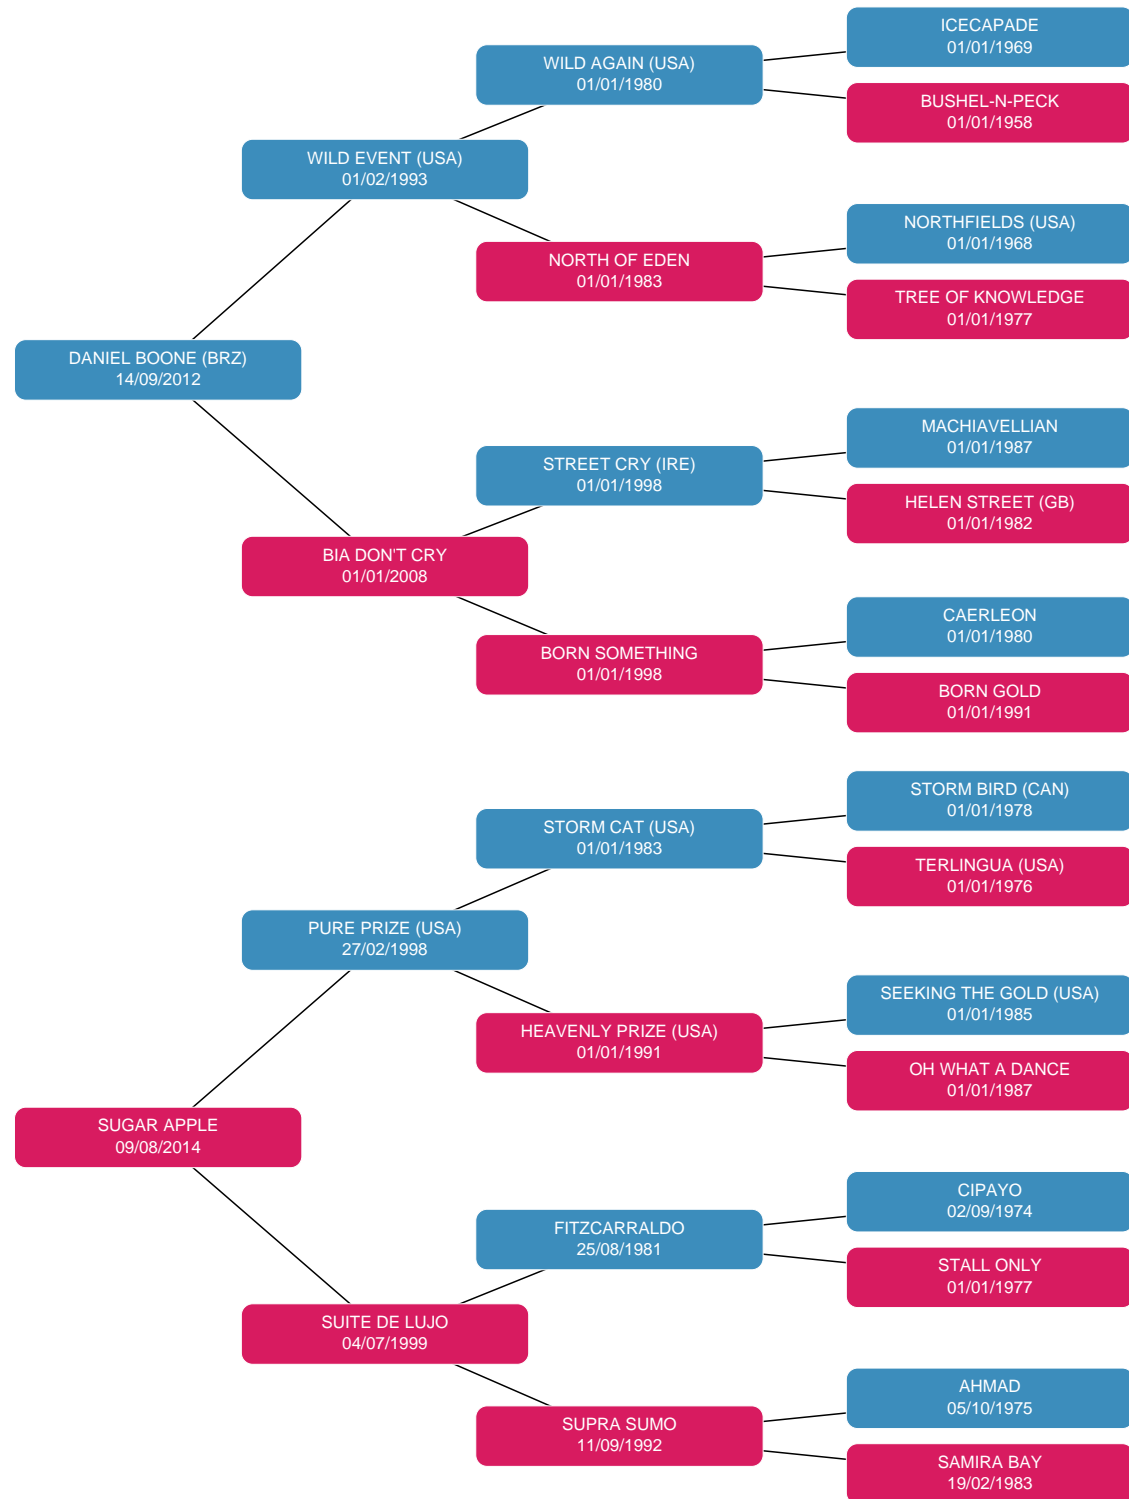 ICECAPADE
01/01/1969
WILD AGAIN (USA)
01/01/1980
BUSHEL-N-PECK
01/01/1958
WILD EVENT (USA)
01/02/1993
NORTHFIELDS (USA)
01/01/1968
NORTH OF EDEN
01/01/1983
TREE OF KNOWLEDGE
01/01/1977
DANIEL BOONE (BRZ)
14/09/2012
MACHIAVELLIAN
01/01/1987
STREET CRY (IRE)
01/01/1998
HELEN STREET (GB)
01/01/1982
BIA DON'T CRY
01/01/2008
CAERLEON
01/01/1980
BORN SOMETHING
01/01/1998
BORN GOLD
01/01/1991
STORM BIRD (CAN)
01/01/1978
STORM CAT (USA)
01/01/1983
TERLINGUA (USA)
01/01/1976
PURE PRIZE (USA)
27/02/1998
SEEKING THE GOLD (USA)
01/01/1985
HEAVENLY PRIZE (USA)
01/01/1991
OH WHAT A DANCE
01/01/1987
SUGAR APPLE
09/08/2014
CIPAYO
02/09/1974
FITZCARRALDO
25/08/1981
STALL ONLY
01/01/1977
SUITE DE LUJO
04/07/1999
AHMAD
05/10/1975
SUPRA SUMO
11/09/1992
SAMIRA BAY
19/02/1983